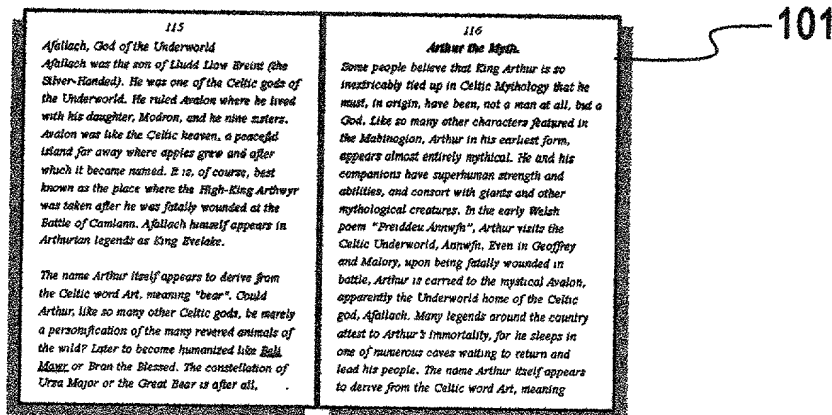 115
Afallach, God of the Underworld
Afallach was the son of Lludd Llaw Ereint (the
Silver-Handed). He was one of the Celtic gods of
the Underworld. He ruled Avalon where he lived
with his daughter, Modron, and he nine sisters.
Avalon was like the Celtic heaven, a peaceful
island far away where apples grew and after
which it became named. It is, of course, best
known as the place where the High-King Arthwyr
was taken after he was fatally wounded at the
Battle of Camlann. Afallach himself appears in
Arthurian legends as King Evelake.
The name Arthur itself appears to derive from
the Celtic word Art, meaning "bear". Could
Arthur, like so many other Celtic gods, be merely
a personification of the many revered animals of
the wild? Later to become humanized like Beli
Mawr or Bran the Blessed. The constellation of
Ursa Major or the Great Bear is after all,
116
Arthur the Myth.
Some people believe that King Arthur is so
inextricably tied up in Celtic Mythology that he
must, in origin, have been, not a man at all, but a
God. Like so many other characters featured in
the Mabinogion, Arthur in his earliest form,
appears almost entirely mythical. He and his
companions have superhuman strength and
abilities, and consort with giants and other
mythological creatures. In the early Welsh
poem "Preiddeu Annwfn", Arthur visits the
Celtic Underworld, Annwfn. Even in Geoffrey
and Malory, upon being fatally wounded in
battle, Arthur is carried to the mystical Avalon,
apparently the Underworld home of the Celtic
god, Afallach. Many legends around the country
attest to Arthur's immortality, for he sleeps in
one of numerous caves waiting to return and
lead his people. The name Arthur itself appears
to derive from the Celtic word Art, meaning
101